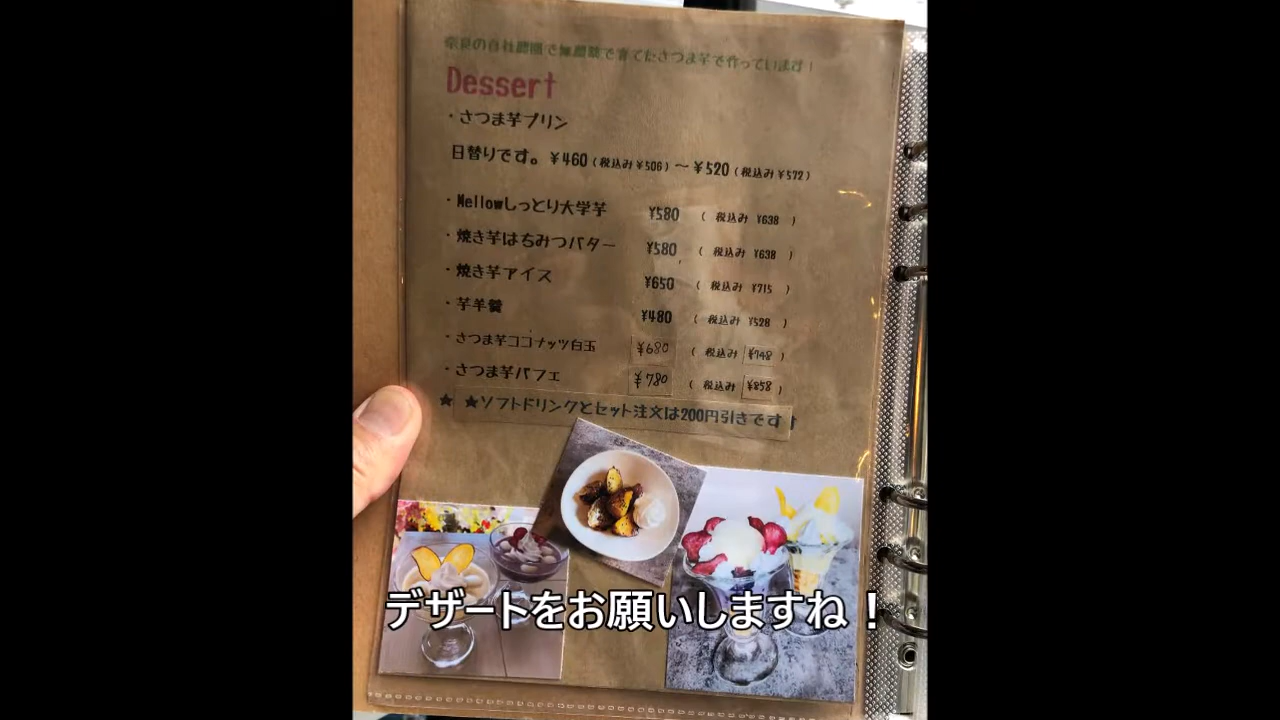 奈良の自社農園で無農薬で育てたさつま芋で作っています！
Dessert
・さつま芋プリン
日替りです。￥460（税込み￥506）～￥520（税込み￥572）
・Mellowしっとり大学芋 ¥580 （ 税込み ¥638 ）
・焼き芋はちみつバター ¥580 （ 税込み ¥638 ）
・焼き芋アイス ¥650 （ 税込み ¥715 ）
・芋羊羹 ¥480 （ 税込み ¥528 ）
・さつま芋ココナッツ白玉 ¥680 （ 税込み ¥748 ）
・さつま芋パフェ ¥780 （ 税込み ¥858 ）
★ ★ソフトドリンクとセット注文は200円引きです
デザートをお願いしますね！